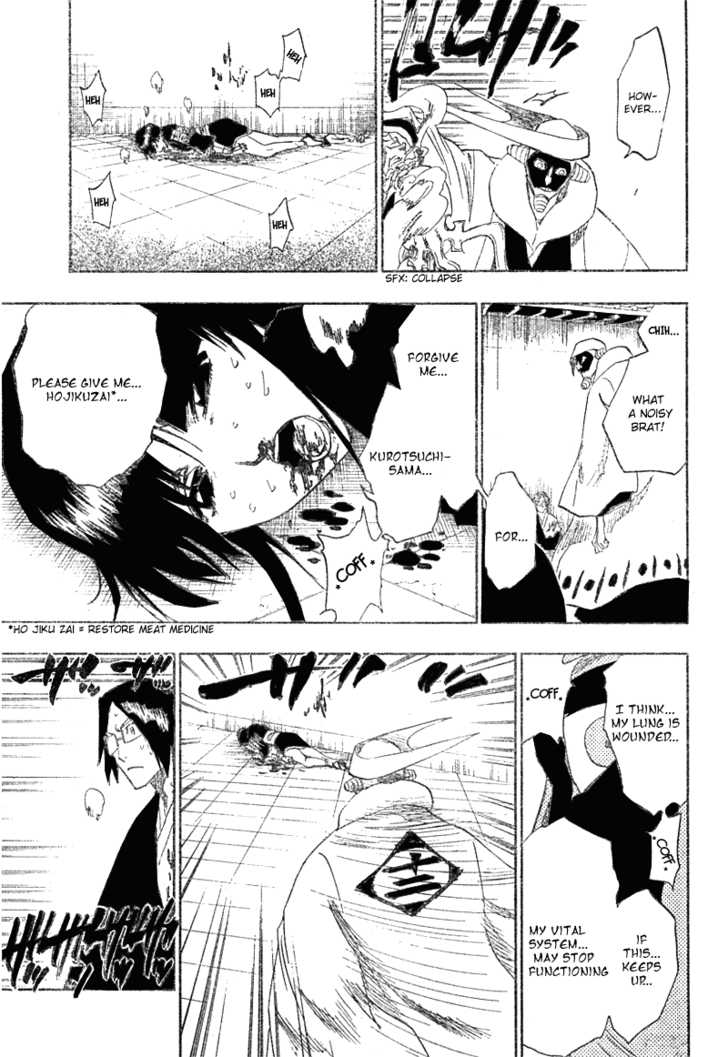 HOW-
EVER...
HEH
HEH
HEH
HEH
HEH
SFX: COLLAPSE
CHIH...
WHAT
A NOISY
BRAT!
FOR...
FORGIVE
ME...
KUROTSUCHI-
SAMA...
PLEASE GIVE ME...
HOJIKUZAI*...
COFF
*HO JIKU ZAI = RESTORE MEAT MEDICINE
COFF
I THINK...
MY LUNG IS
WOUNDED...
COFF
IF
THIS...
KEEPS
UP...
MY VITAL
SYSTEM...
MAY STOP
FUNCTIONING
十二